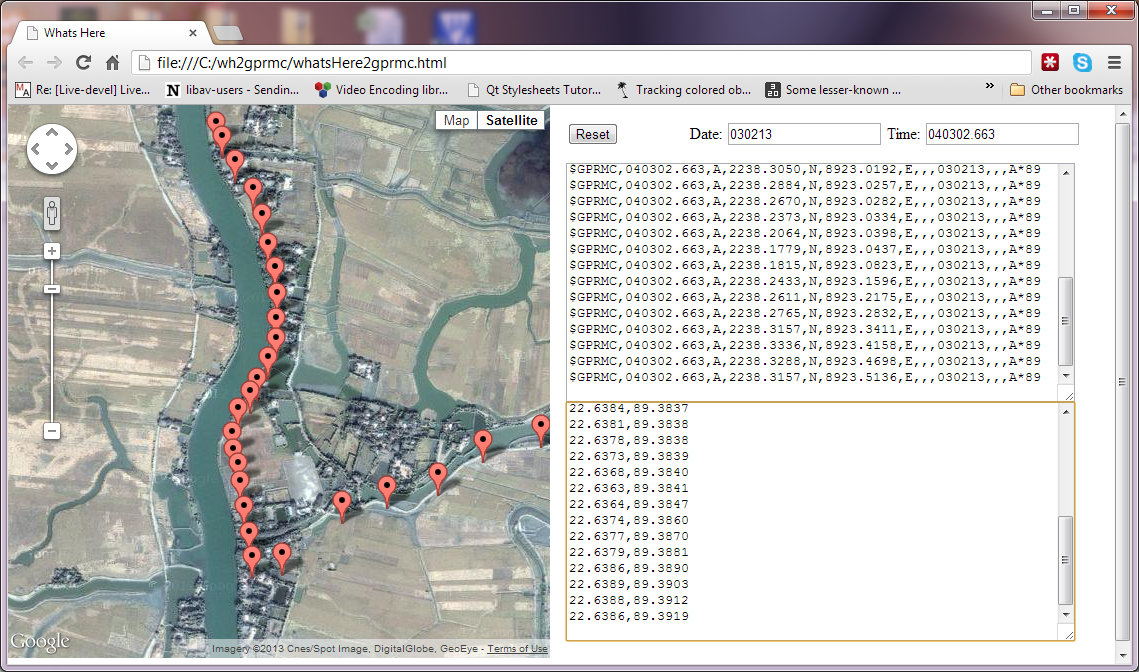 Whats Here
file:///C:/wh2gprmc/whatsHere2gprmc.html
Re: [Live-devel] Live... libav-users - Sendin... Video Encoding libr... Qt Stylesheets Tutor... Tracking colored ob... Some lesser-known ... » Other bookmarks
Map Satellite
Reset Date: 030213 Time: 040302.663
$GPRMC,040302.663,A,2238.3050,N,8923.0192,E,,,030213,,,A*89
$GPRMC,040302.663,A,2238.2884,N,8923.0257,E,,,030213,,,A*89
$GPRMC,040302.663,A,2238.2670,N,8923.0282,E,,,030213,,,A*89
$GPRMC,040302.663,A,2238.2373,N,8923.0334,E,,,030213,,,A*89
$GPRMC,040302.663,A,2238.2064,N,8923.0398,E,,,030213,,,A*89
$GPRMC,040302.663,A,2238.1779,N,8923.0437,E,,,030213,,,A*89
$GPRMC,040302.663,A,2238.1815,N,8923.0823,E,,,030213,,,A*89
$GPRMC,040302.663,A,2238.2433,N,8923.1596,E,,,030213,,,A*89
$GPRMC,040302.663,A,2238.2611,N,8923.2175,E,,,030213,,,A*89
$GPRMC,040302.663,A,2238.2765,N,8923.2832,E,,,030213,,,A*89
$GPRMC,040302.663,A,2238.3157,N,8923.3411,E,,,030213,,,A*89
$GPRMC,040302.663,A,2238.3336,N,8923.4158,E,,,030213,,,A*89
$GPRMC,040302.663,A,2238.3288,N,8923.4698,E,,,030213,,,A*89
$GPRMC,040302.663,A,2238.3157,N,8923.5136,E,,,030213,,,A*89
22.6384,89.3837
22.6381,89.3838
22.6378,89.3838
22.6373,89.3839
22.6368,89.3840
22.6363,89.3841
22.6364,89.3847
22.6374,89.3860
22.6377,89.3870
22.6379,89.3881
22.6386,89.3890
22.6389,89.3903
22.6388,89.3912
22.6386,89.3919
Google
Imagery ©2013 Cnes/Spot Image, DigitalGlobe, GeoEye - Terms of Use